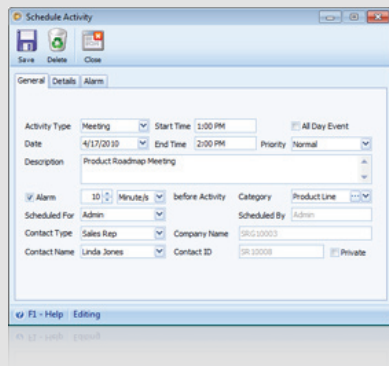 Schedule Activity
Save Delete Close
General Details Alarm
Activity Type Meeting Start Time 1:00 PM All Day Event
Date 4/17/2010 End Time 2:00 PM Priority Normal
Description Product Roadmap Meeting
Alarm 10 Minute/s before Activity Category Product Line
Scheduled For Admin Scheduled By Admin
Contact Type Sales Rep Company Name SRG10003
Contact Name Linda Jones Contact ID SR10008 Private
F1 - Help Editing